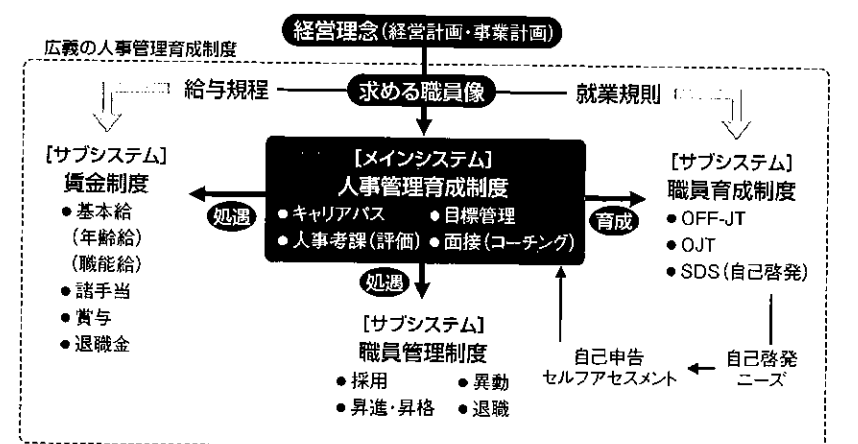 経営理念(経営計画・事業計画)
広義の人事管理育成制度
給与規程
求める職員像
就業規則
[サブシステム]
賃金制度
●基本給
(年齢給)
(職能給)
●諸手当
●賞与
●退職金
処遇
[メインシステム]
人事管理育成制度
●キャリアパス ●目標管理
●人事考課(評価) ●面接(コーチング)
育成
[サブシステム]
職員育成制度
●OFF-JT
●OJT
●SDS(自己啓発)
処遇
[サブシステム]
職員管理制度
●採用 ●異動
●昇進・昇格 ●退職
自己申告
セルフアセスメント
自己啓発
ニーズ